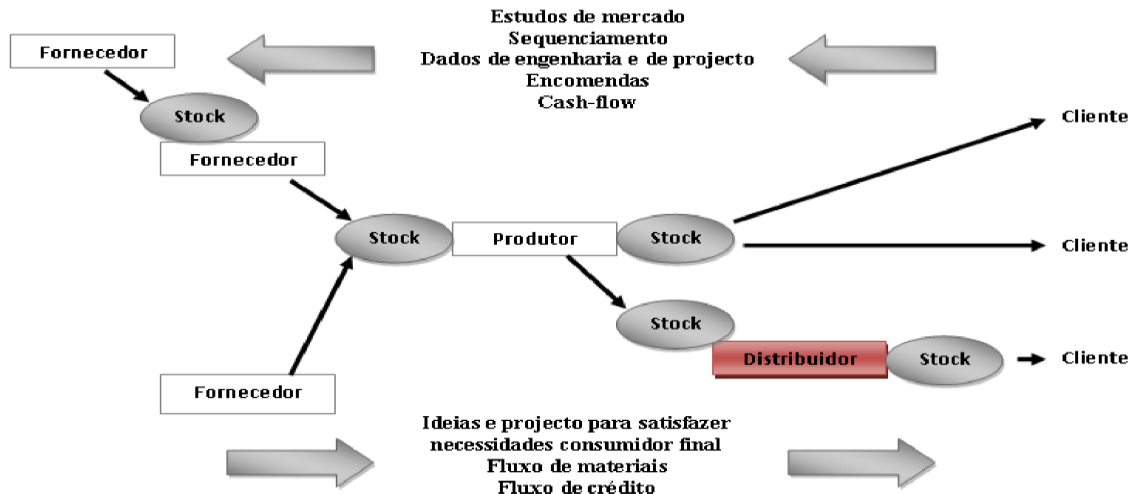 Estudos de mercado
Sequenciamento
Dados de engenharia e de projecto
Encomendas
Cash-flow
Fornecedor
Stock
Fornecedor
Cliente
Stock
Produtor
Stock
Cliente
Stock
Distribuidor
Stock
Cliente
Fornecedor
Ideias e projecto para satisfazer
necessidades consumidor final
Fluxo de materiais
Fluxo de crédito